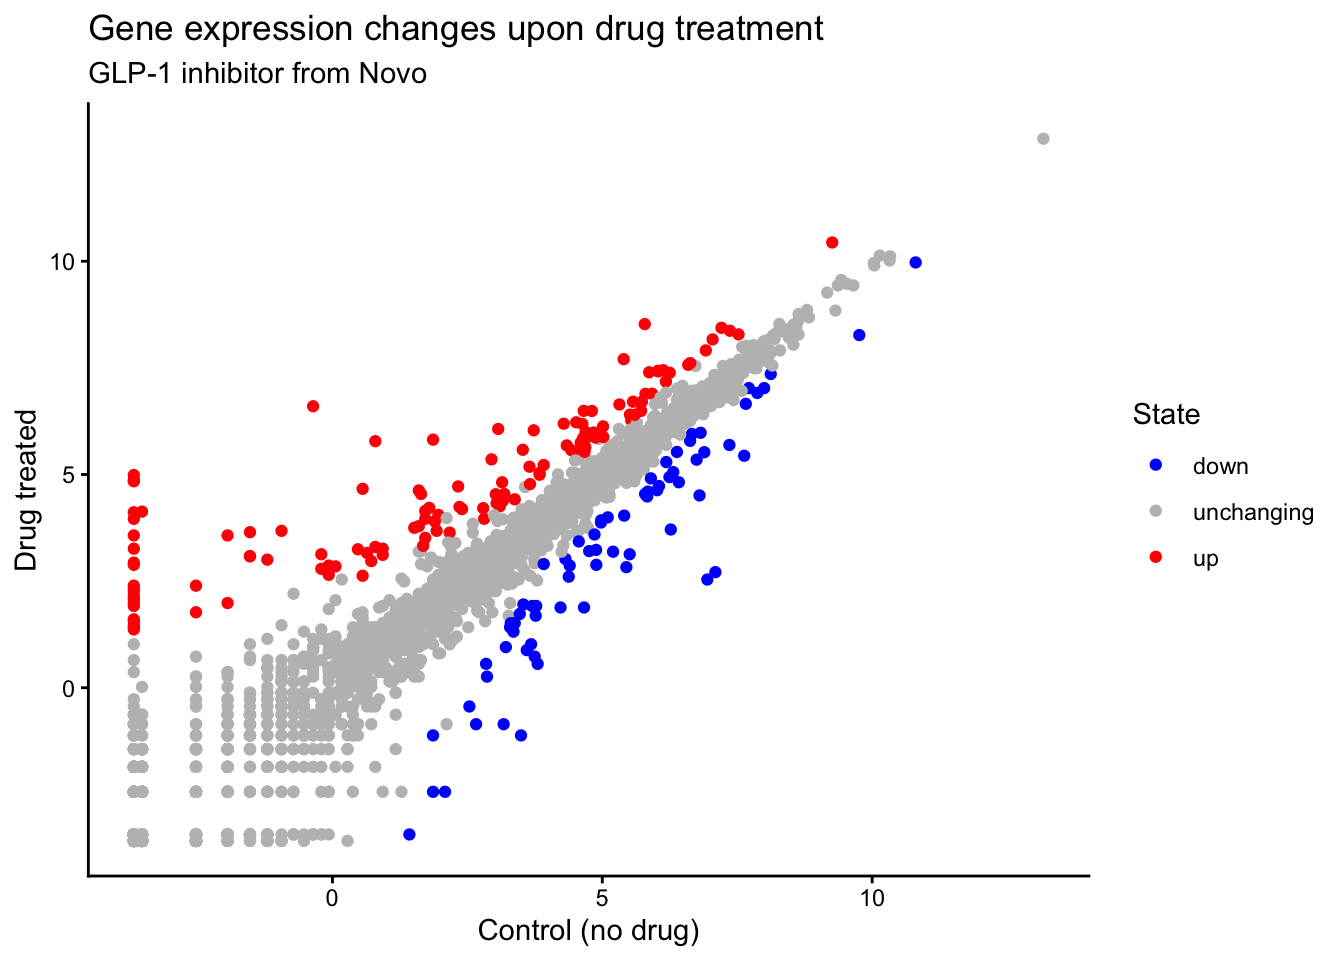 Gene expression changes upon drug treatment
GLP-1 inhibitor from Novo
Drug treated
10
5
0
0
5
10
Control (no drug)
State
down
unchanging
up